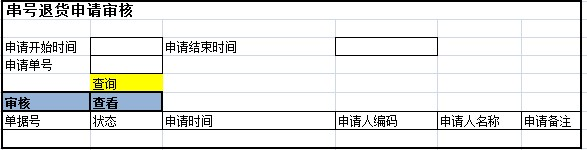 串号退货申请审核
申请开始时间 申请结束时间
申请单号
查询
审核 查看
单据号 状态 申请时间 申请人编码 申请人名称 申请备注